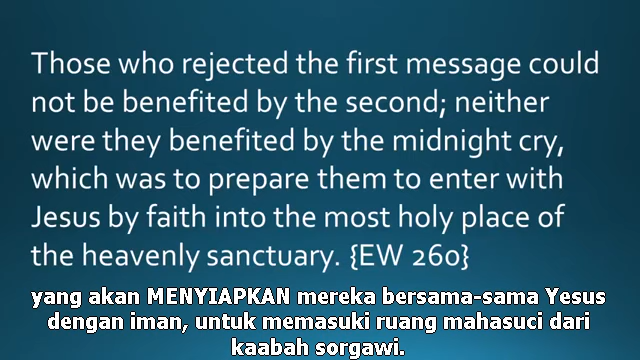 Those who rejected the first message could
not be benefited by the second; neither
were they benefited by the midnight cry,
which was to prepare them to enter with
Jesus by faith into the most holy place of
the heavenly sanctuary. {EW 260}
yang akan MENYIAPKAN mereka bersama-sama Yesus
dengan iman, untuk memasuki ruang mahasuci dari
kaabah sorgawi.